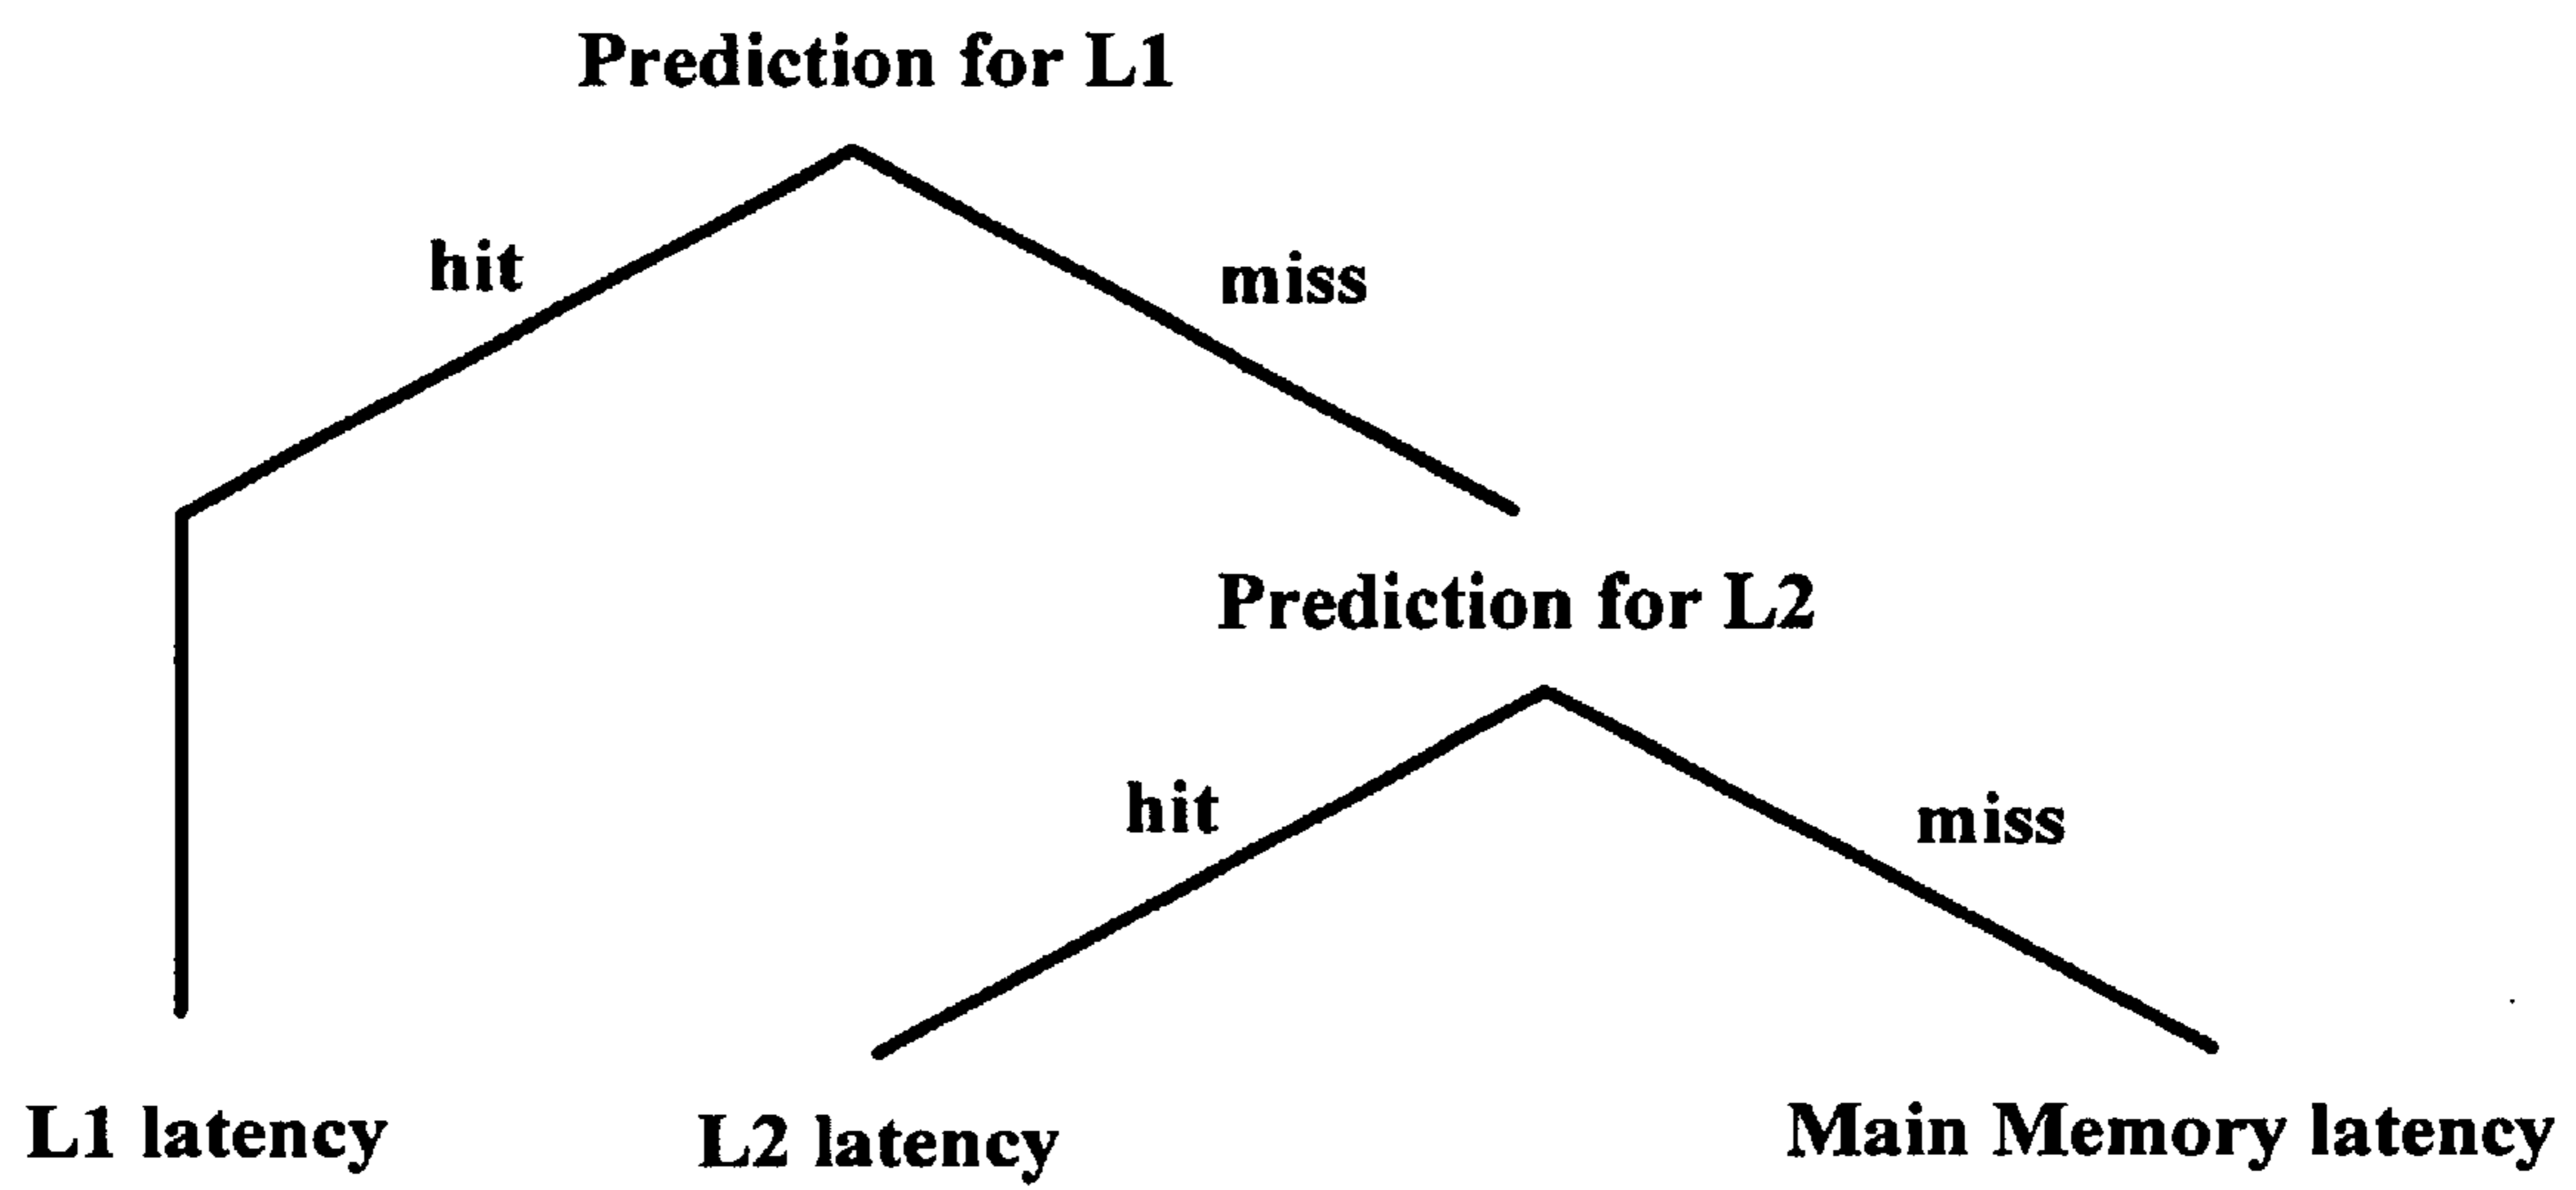 Prediction for L1
hit
miss
Prediction for L2
hit
miss
L1 latency
L2 latency
Main Memory latency